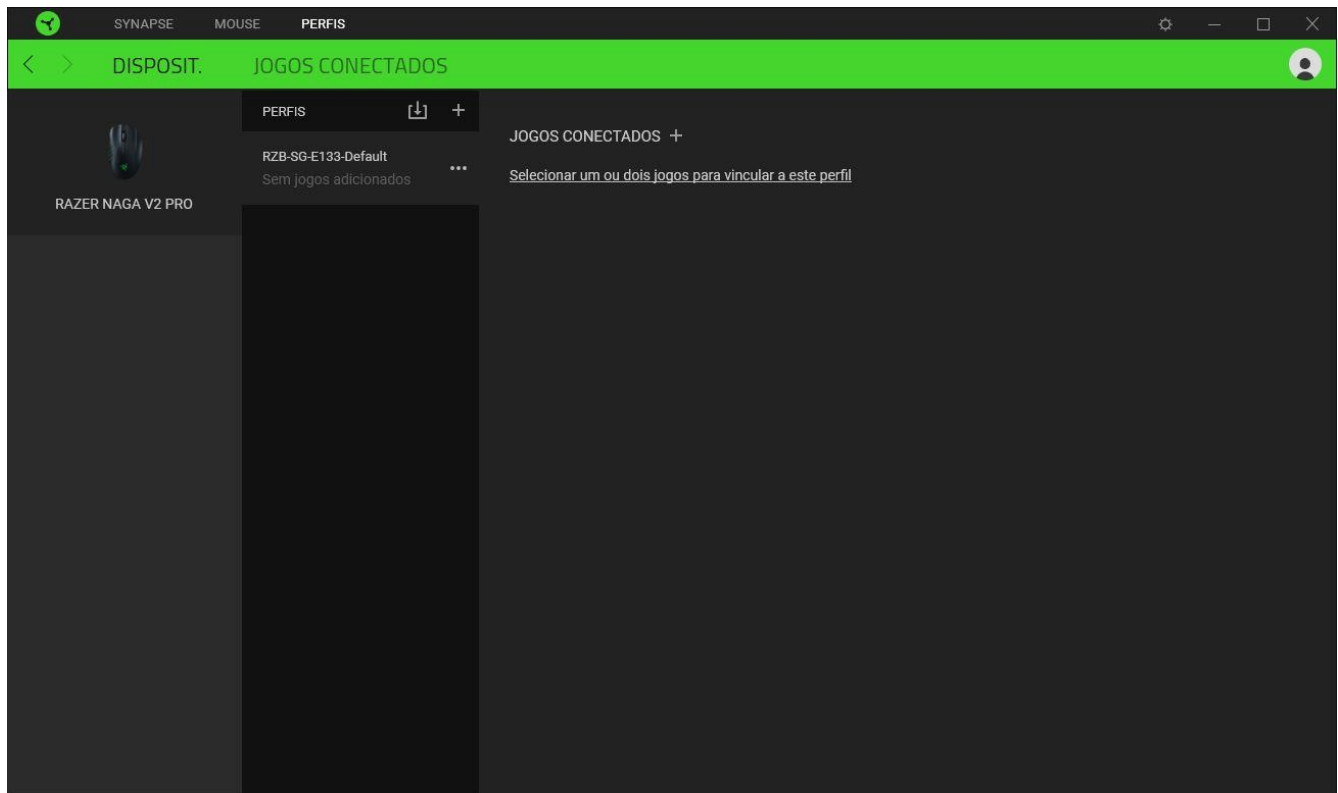 SYNAPSE MOUSE PERFIS
DISPOSIT. JOGOS CONECTADOS
RAZER NAGA V2 PRO
PERFIS
RZB-SG-E133-Default
Sem jogos adicionados
JOGOS CONECTADOS
Selecionar um ou dois jogos para vincular a este perfil